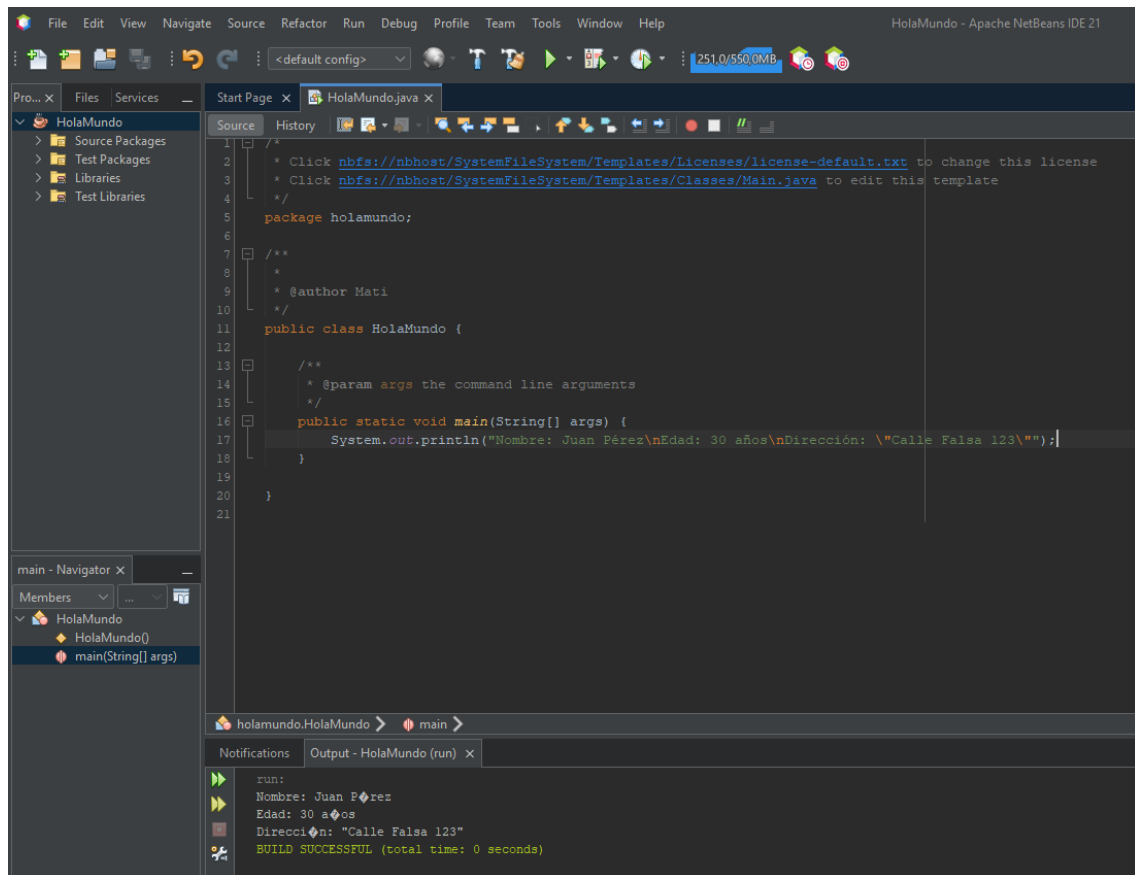 File Edit View Navigate Source Refactor Run Debug Profile Team Tools Window Help HolaMundo - Apache NetBeans IDE 21
<default config> 251,0/550,0MB
Pro... Files Services
HolaMundo
Source Packages
Test Packages
Libraries
Test Libraries
Start Page HolaMundo.java
Source History
1 /*
2 * Click nbfs://nbhost/SystemFileSystem/Templates/Licenses/license-default.txt to change this license
3 * Click nbfs://nbhost/SystemFileSystem/Templates/Classes/Main.java to edit this template
4 */
5 package holamundo;
6
7 /**
8 *
9 * @author Mati
10 */
11 public class HolaMundo {
12
13 /**
14 * @param args the command line arguments
15 */
16 public static void main(String[] args) {
17 System.out.println("Nombre: Juan Pérez\nEdad: 30 años\nDirección: \"Calle Falsa 123\"");
18 }
19
20 }
21
main - Navigator
Members ...
HolaMundo
HolaMundo()
main(String[] args)
holamundo.HolaMundo main
Notifications Output - HolaMundo (run)
run:
Nombre: Juan P�rez
Edad: 30 a�os
Direcci�n: "Calle Falsa 123"
BUILD SUCCESSFUL (total time: 0 seconds)